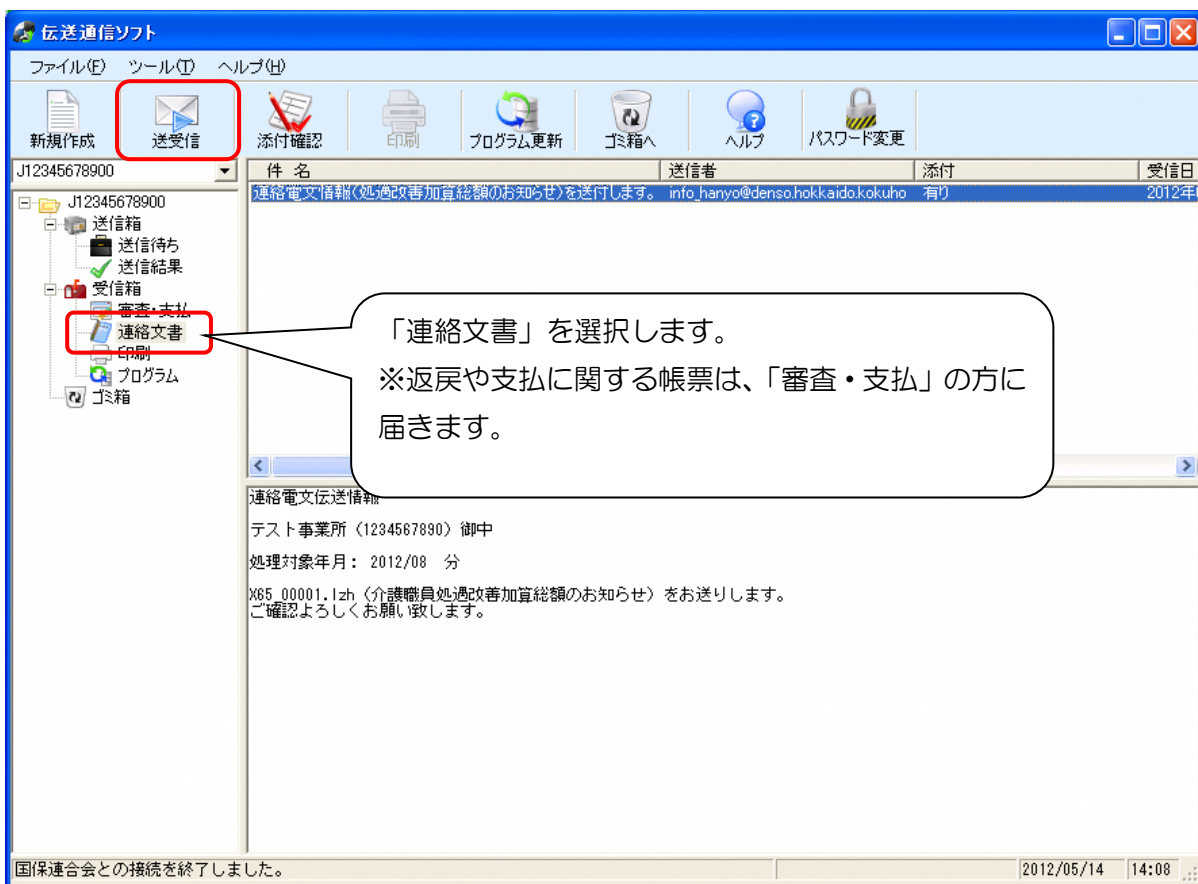 伝送通信ソフト
ファイル(F) ツール(T) ヘルプ(H)
新規作成 送受信 添付確認 印刷 プログラム更新 ゴミ箱へ ヘルプ パスワード変更
J12345678900
件 名 送信者 添付 受信日
連絡電文情報(処遇改善加算総額のお知らせ)を送付します。 info_hanyo@denso.hokkaido.kokuho 有り 2012年
J12345678900
送信箱
送信待ち
送信結果
受信箱
審査・支払
連絡文書
印刷
プログラム
ゴミ箱
「連絡文書」を選択します。
※返戻や支払に関する帳票は、「審査・支払」の方に
届きます。
連絡電文伝送情報
テスト事業所（1234567890）御中
処理対象年月： 2012/08 分
X65_00001.lzh（介護職員処遇改善加算総額のお知らせ）をお送りします。
ご確認よろしくお願い致します。
国保連合会との接続を終了しました。 2012/05/14 14:08